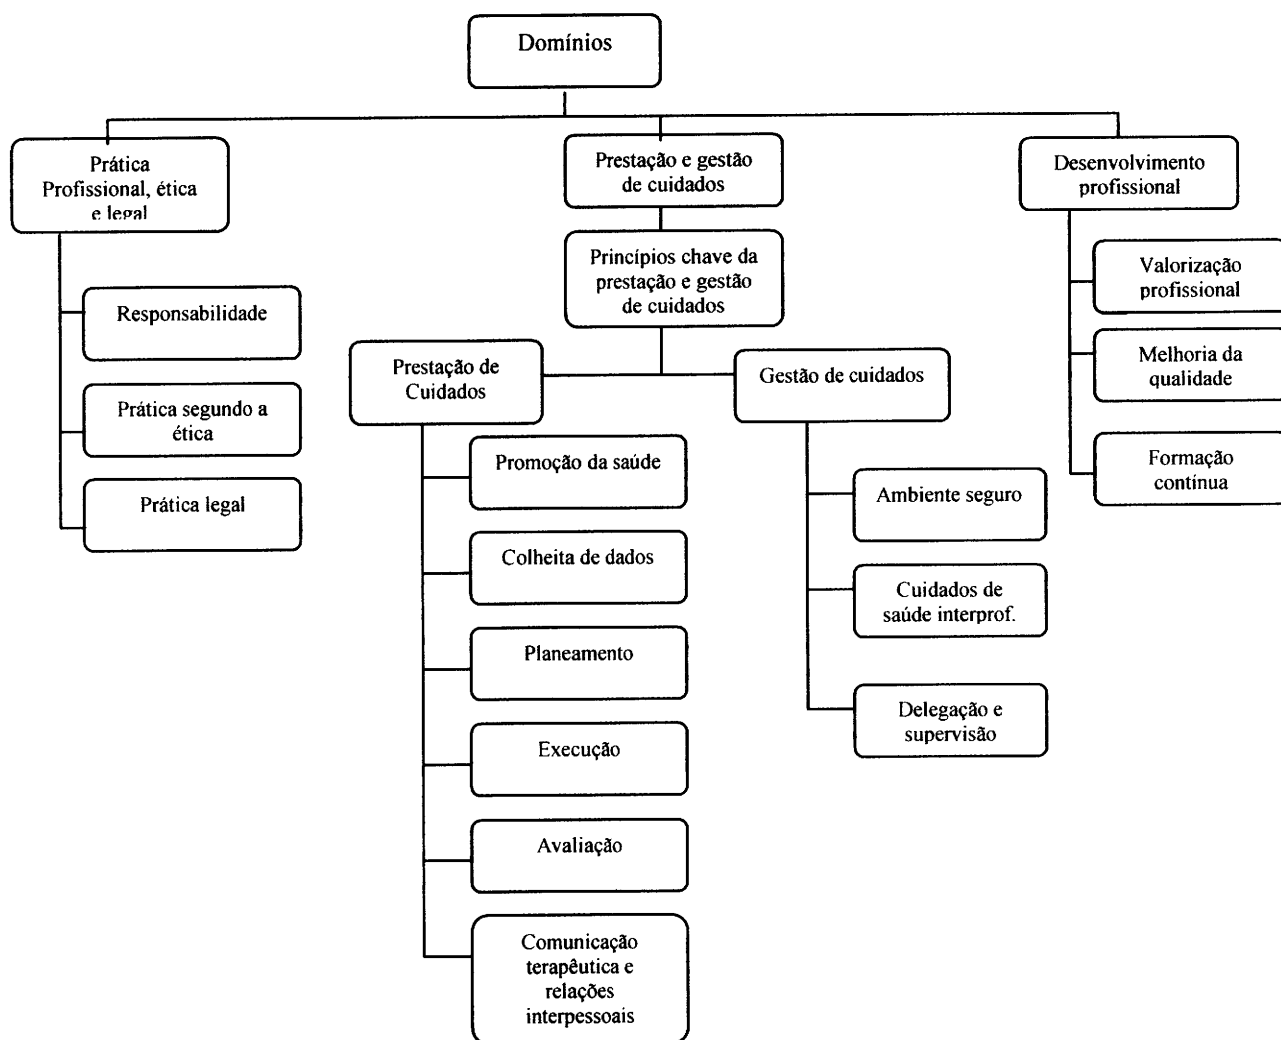 Domínios
Prática
Profissional, ética
e legal
Prestação e gestão
de cuidados
Desenvolvimento
profissional
Princípios chave da
prestação e gestão
de cuidados
Responsabilidade
Prática segundo a
ética
Prática legal
Prestação de
Cuidados
Promoção da saúde
Colheita de dados
Planeamento
Execução
Avaliação
Comunicação
terapêutica e
relações
interpessoais
Gestão de cuidados
Ambiente seguro
Cuidados de
saúde interprof.
Delegação e
supervisão
Valorização
profissional
Melhoria da
qualidade
Formação
contínua